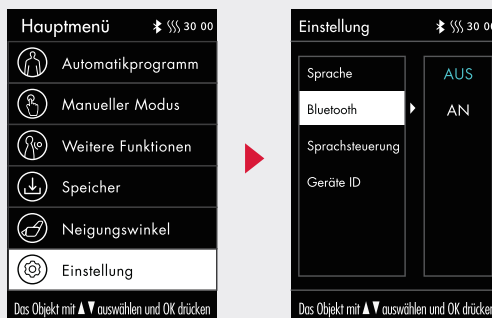 Hauptmenü 30 00
Automatikprogramm
Manueller Modus
Weitere Funktionen
Speicher
Neigungswinkel
Einstellung
Das Objekt mit ▲▼ auswählen und OK drücken
Einstellung 30 00
Sprache
Bluetooth
Sprachsteuerung
Geräte ID
AUS
AN
Das Objekt mit ▲▼ auswählen und OK drücken